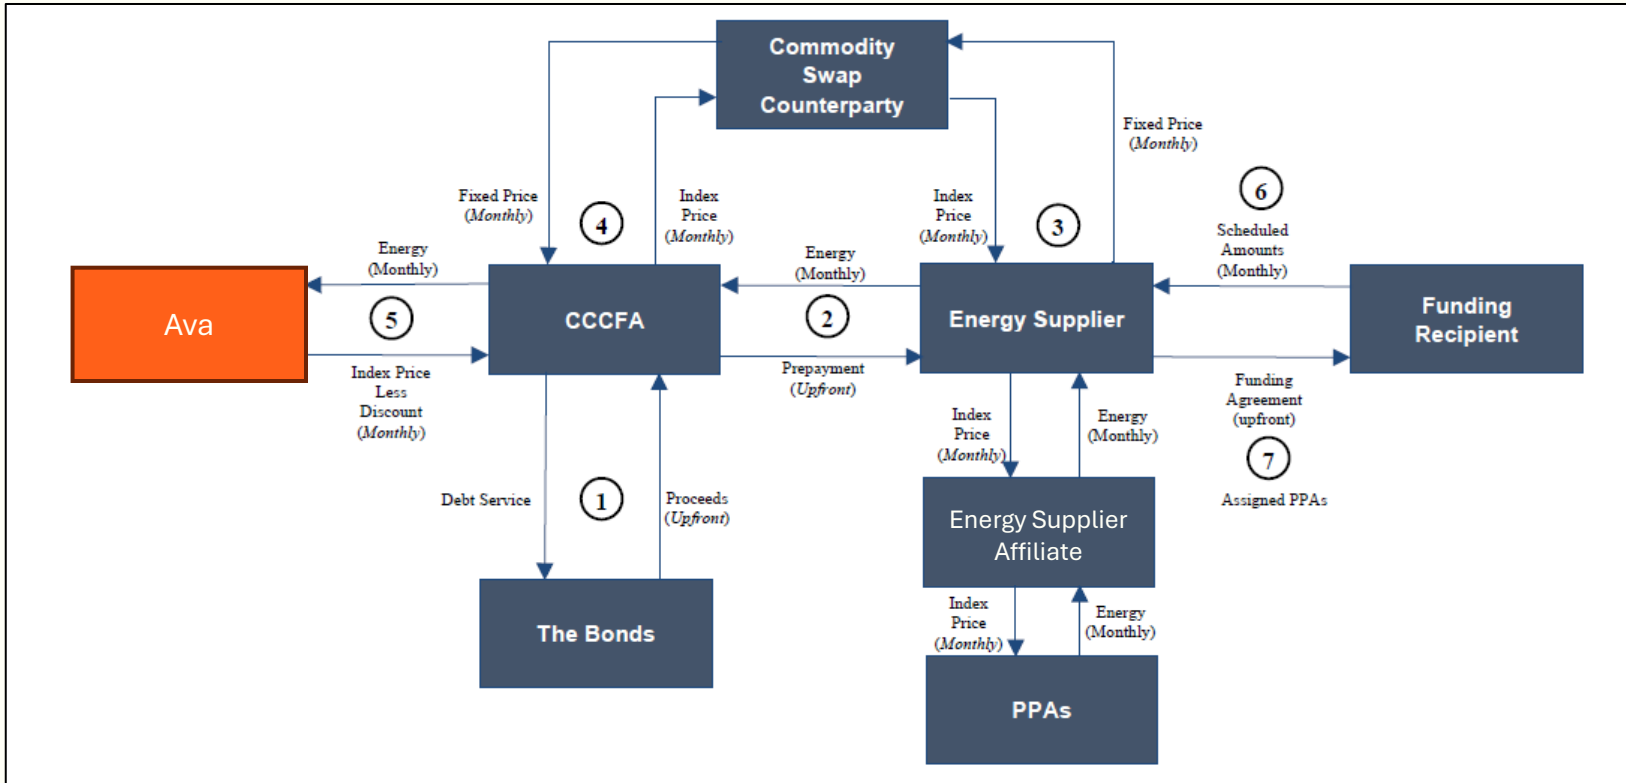 Commodity
Swap
Counterparty
Fixed Price
(Monthly)
Index
Price
(Monthly)
4
Index
Price
(Monthly)
3
Fixed Price
(Monthly)
6
Scheduled
Amounts
(Monthly)
Energy
(Monthly)
Ava
5
Index Price
Less
Discount
(Monthly)
CCCFA
Energy
(Monthly)
2
Prepayment
(Upfront)
Energy Supplier
Funding
Recipient
Funding
Agreement
(upfront)
7
Assigned PPAs
Debt Service
1
Proceeds
(Upfront)
Index
Price
(Monthly)
Energy
(Monthly)
Energy Supplier
Affiliate
The Bonds
Index
Price
(Monthly)
Energy
(Monthly)
PPAs